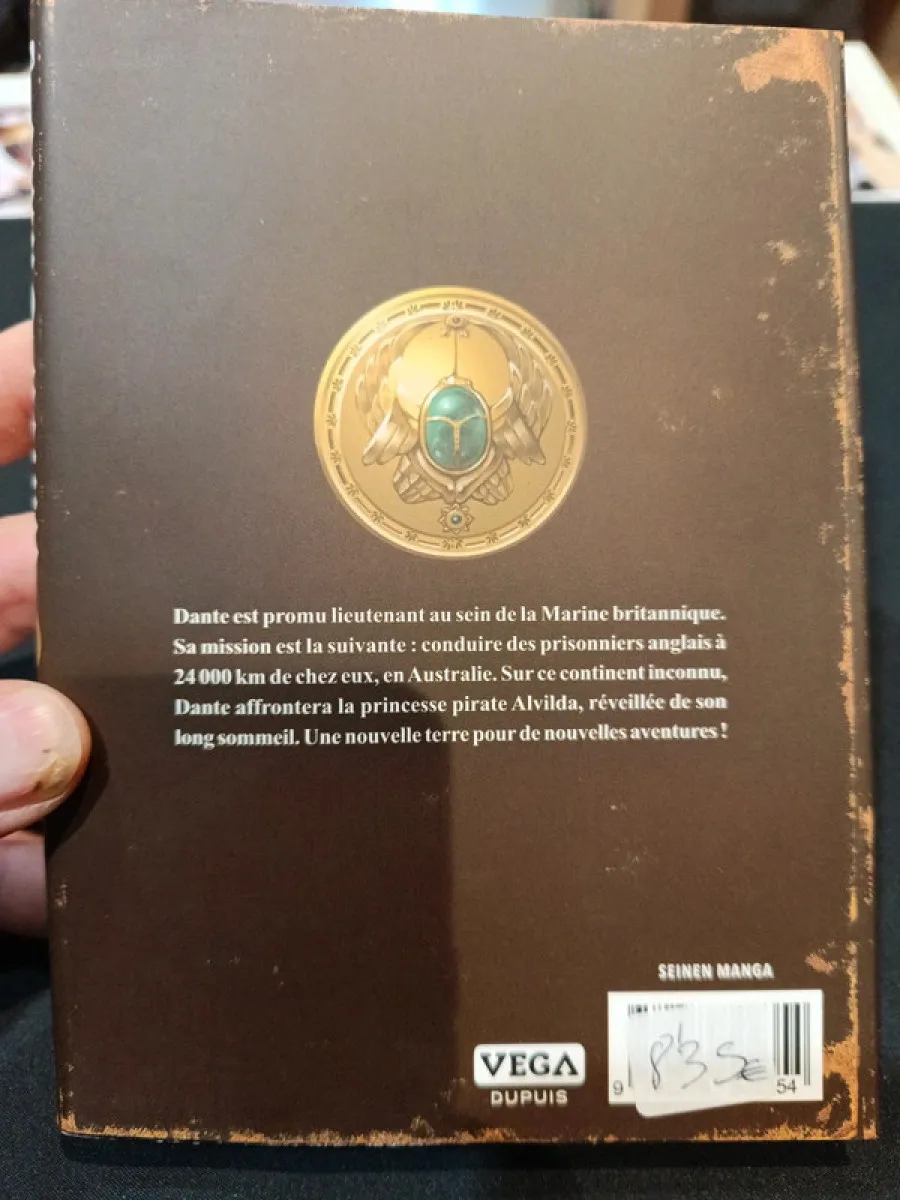 Dante est promu lieutenant au sein de la Marine britannique.
Sa mission est la suivante : conduire des prisonniers anglais à
24 000 km de chez eux, en Australie. Sur ce continent inconnu,
Dante affrontera la princesse pirate Alvilda, réveillée de son
long sommeil. Une nouvelle terre pour de nouvelles aventures !
SEINEN MANGA
VEGA
DUPUIS
9
54